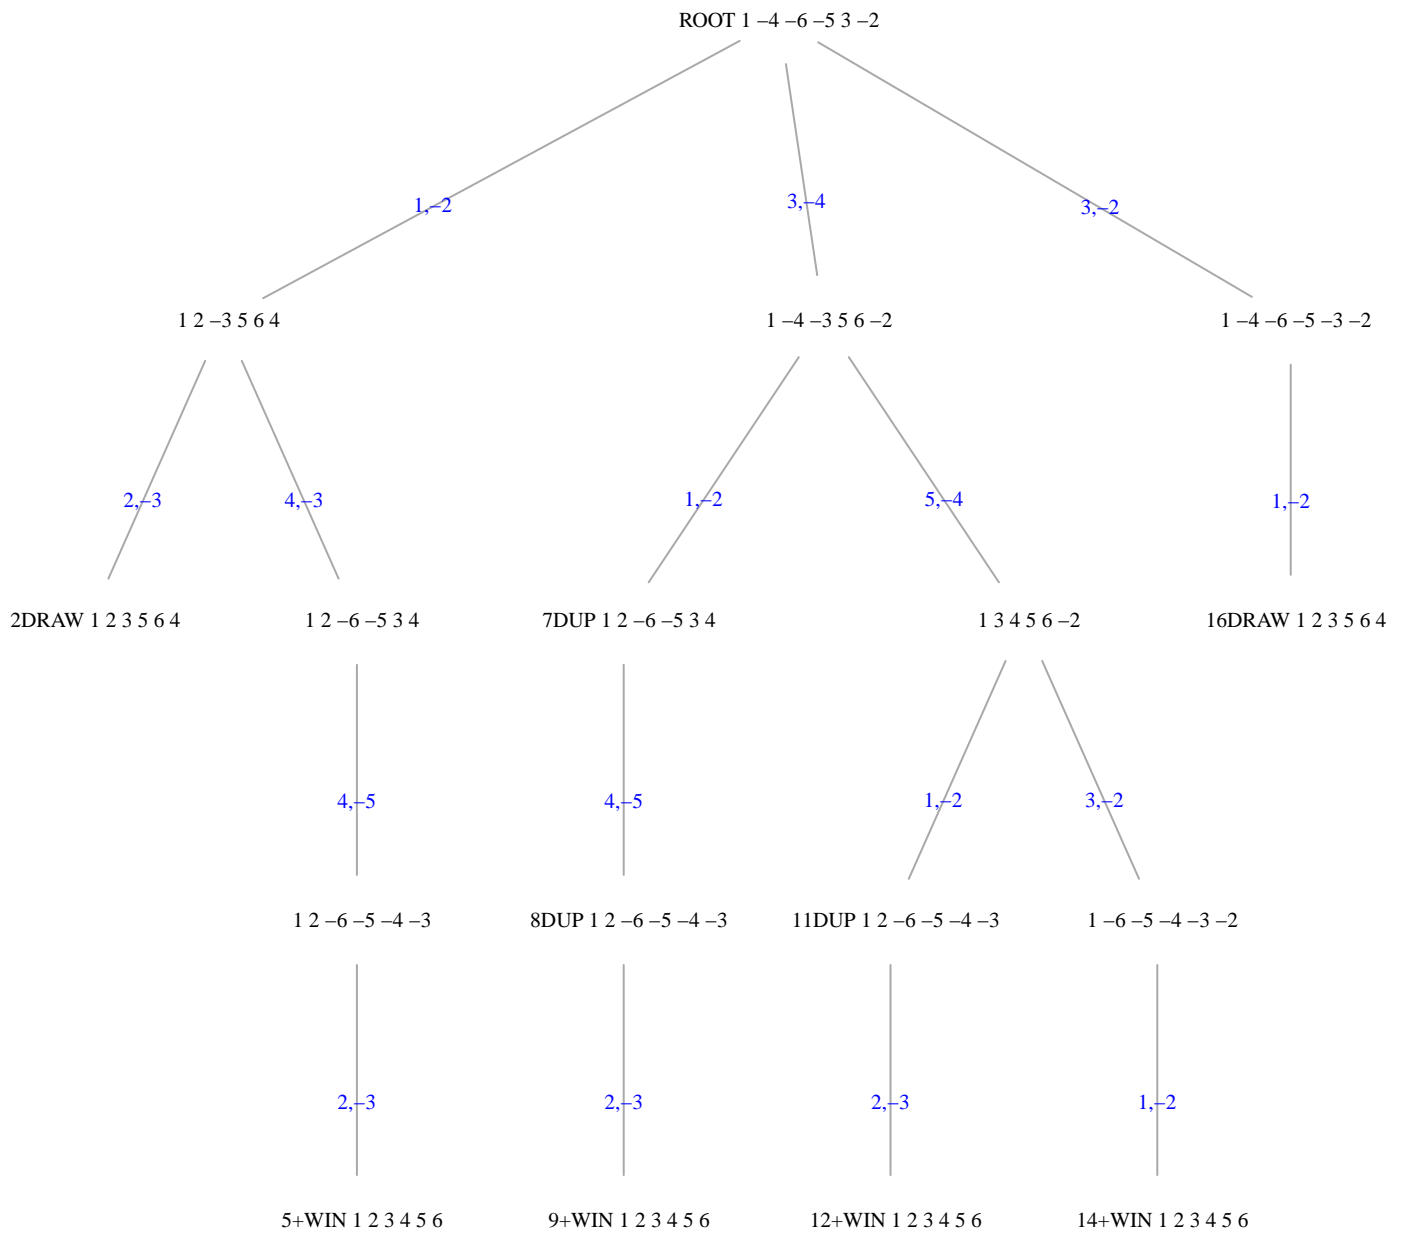 ROOT 1 –4 –6 –5 3 –2
1,–2
3,–4
3,–2
1 2 –3 5 6 4
1 –4 –3 5 6 –2
1 –4 –6 –5 –3 –2
2,–3
4,–3
1,–2
5,–4
1,–2
2DRAW 1 2 3 5 6 4
1 2 –6 –5 3 4
7DUP 1 2 –6 –5 3 4
1 3 4 5 6 –2
16DRAW 1 2 3 5 6 4
4,–5
4,–5
1,–2
3,–2
1 2 –6 –5 –4 –3
8DUP 1 2 –6 –5 –4 –3
11DUP 1 2 –6 –5 –4 –3
1 –6 –5 –4 –3 –2
2,–3
2,–3
2,–3
1,–2
5+WIN 1 2 3 4 5 6
9+WIN 1 2 3 4 5 6
12+WIN 1 2 3 4 5 6
14+WIN 1 2 3 4 5 6